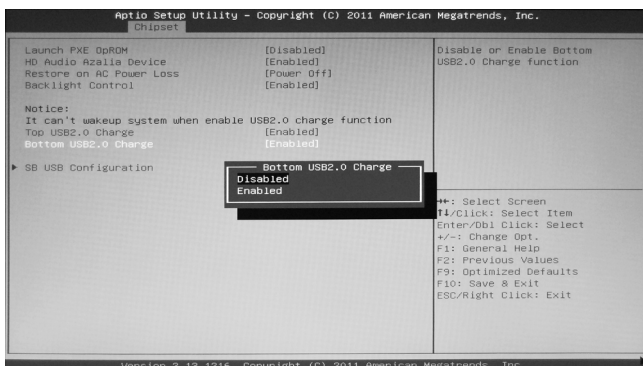 Aptio Setup Utility – Copyright (C) 2011 American Megatrends, Inc.
Chipset
Launch PXE OpROM [Disabled]
HD Audio Azalia Device [Enabled]
Restore on AC Power Loss [Power Off]
Backlight Control [Enabled]
Notice:
It can't wakeup system when enable USB2.0 charge function
Top USB2.0 Charge [Enabled]
Bottom USB2.0 Charge [Enabled]
SB USB Configuration
Bottom USB2.0 Charge
Disabled
Enabled
Disable or Enable Bottom
USB2.0 Charge function
→←: Select Screen
↑↓/Click: Select Item
Enter/Dbl Click: Select
+/-: Change Opt.
F1: General Help
F2: Previous Values
F9: Optimized Defaults
F10: Save & Exit
ESC/Right Click: Exit
Version 2.13.1216. Copyright (C) 2011 American Megatrends, Inc.